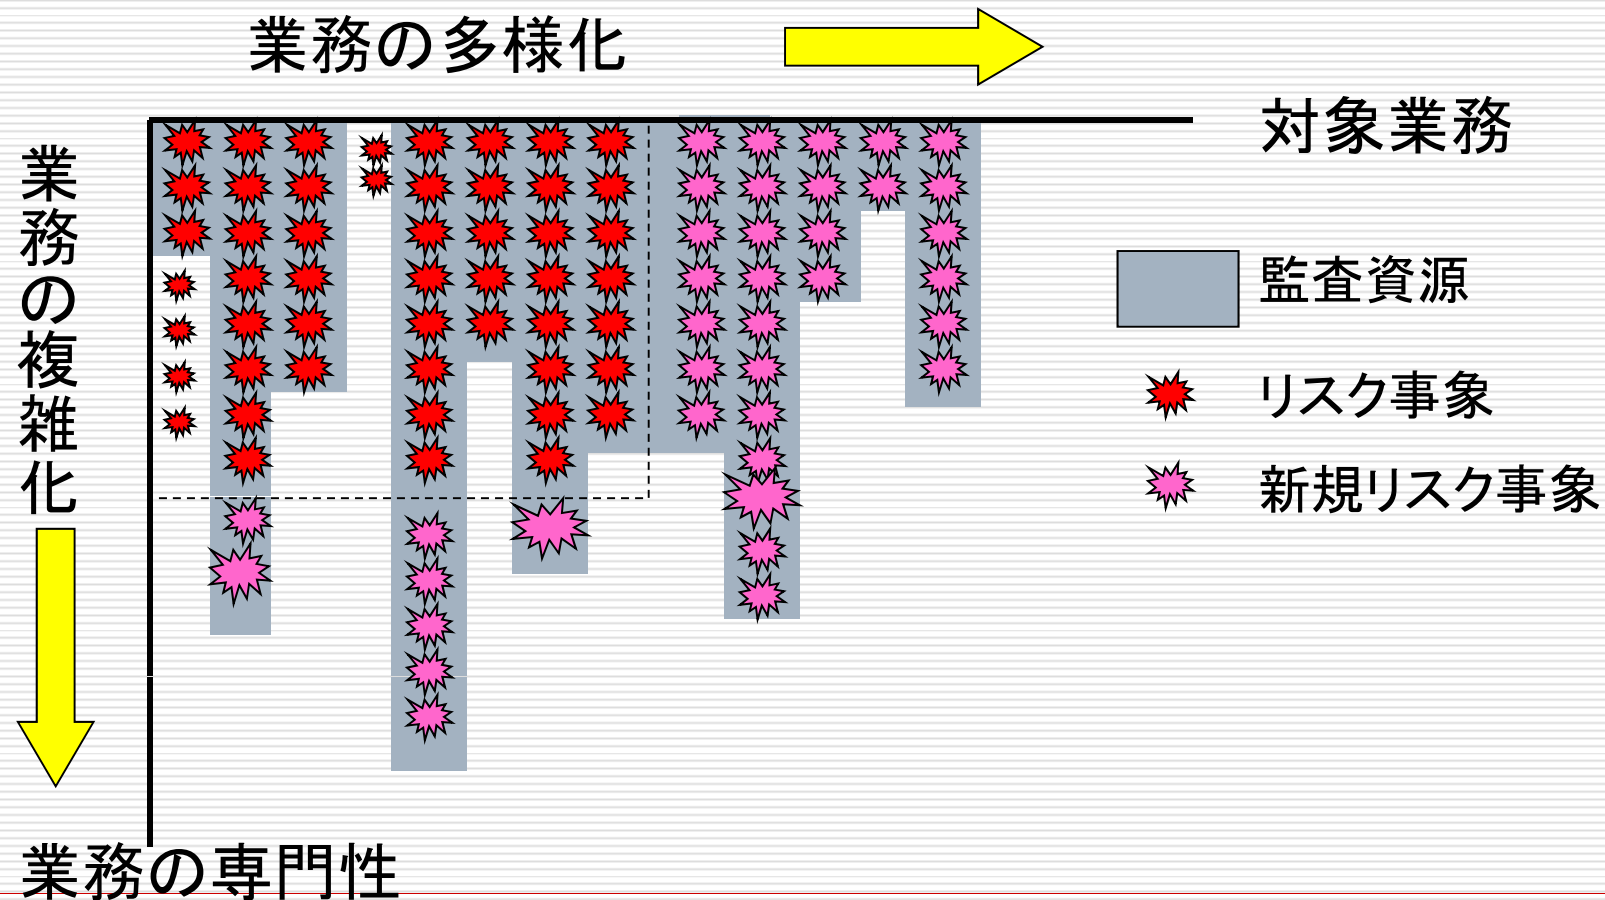 業務の多様化
対象業務
業務の複雑化
監査資源
リスク事象
新規リスク事象
業務の専門性